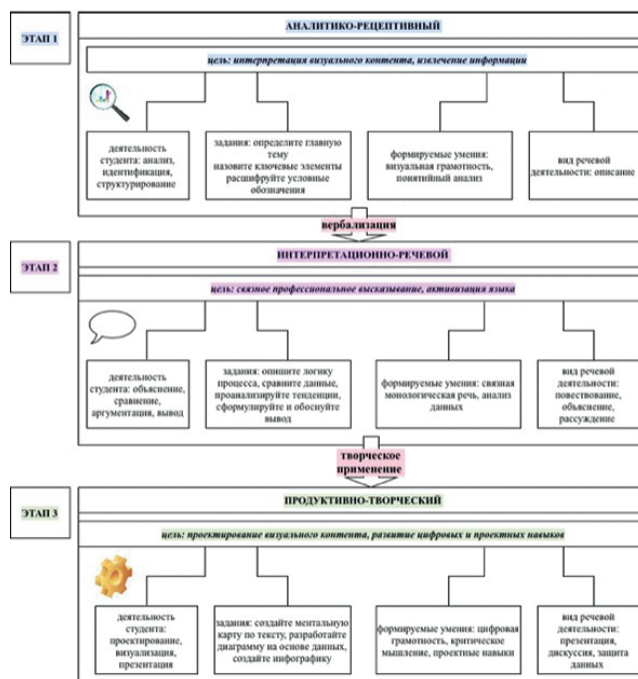 ЭТАП 1
АНАЛИТИКО-РЕЦЕПТИВНЫЙ
цель: интерпретация визуального контента, извлечение информации
деятельность
студента: анализ,
идентификация,
структурирование
задания: определите главную
тему
назовите ключевые элементы
расшифруйте условные
обозначения
формируемые умения:
визуальная грамотность,
понятийный анализ
вид речевой
деятельности: описание
вербализация
ЭТАП 2
ИНТЕРПРЕТАЦИОННО-РЕЧЕВОЙ
цель: связное профессиональное высказывание, активизация языка
деятельность
студента: объяснение,
сравнение,
аргументация, вывод
задания: опишите логику
процесса, сравните данные,
проанализируйте тенденции,
сформулируйте и обоснуйте
вывод
формируемые умения: связная
монологическая речь, анализ
данных
вид речевой
деятельности:
повествование,
объяснение,
рассуждение
творческое
применение
ЭТАП 3
ПРОДУКТИВНО-ТВОРЧЕСКИЙ
цель: проектирование визуального контента, развитие цифровых и проектных навыков
деятельность
студента:
проектирование,
визуализация,
презентация
задания: создайте ментальную
карту по тексту, разработайте
диаграмму на основе данных,
создайте инфографику
формируемые умения: цифровая
грамотность, критическое
мышление, проектные навыки
вид речевой
деятельности:
презентация,
дискуссия, защита
данных